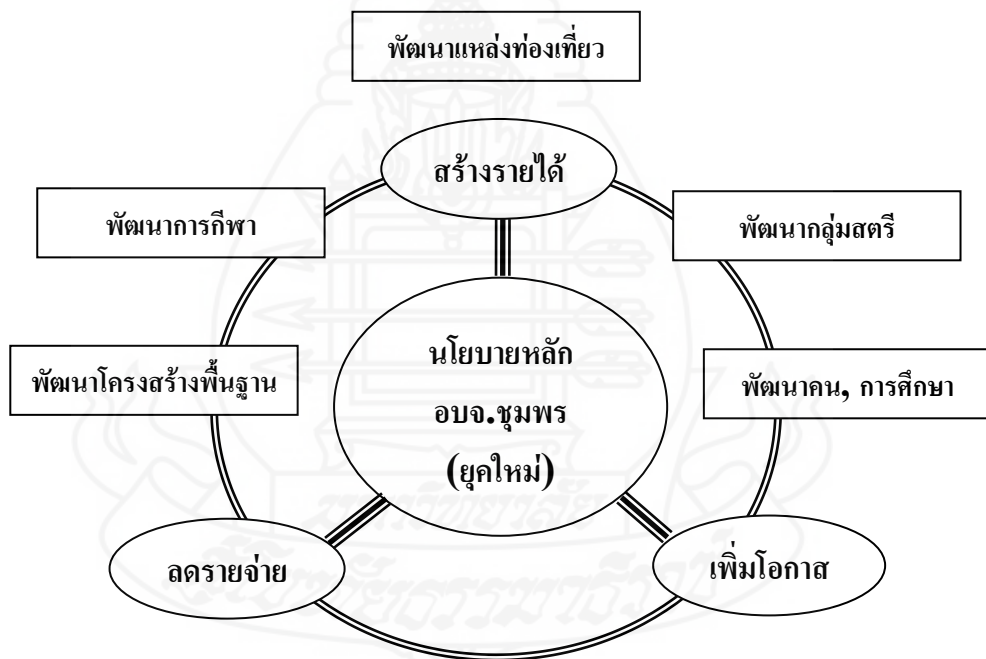 พัฒนาแหล่งท่องเที่ยว
สร้างรายได้
พัฒนาการกีฬา
พัฒนากลุ่มสตรี
นโยบายหลัก
อบจ.ชุมพร
(ยุคใหม่)
พัฒนาโครงสร้างพื้นฐาน
พัฒนาคน, การศึกษา
ลดรายจ่าย
เพิ่มโอกาส